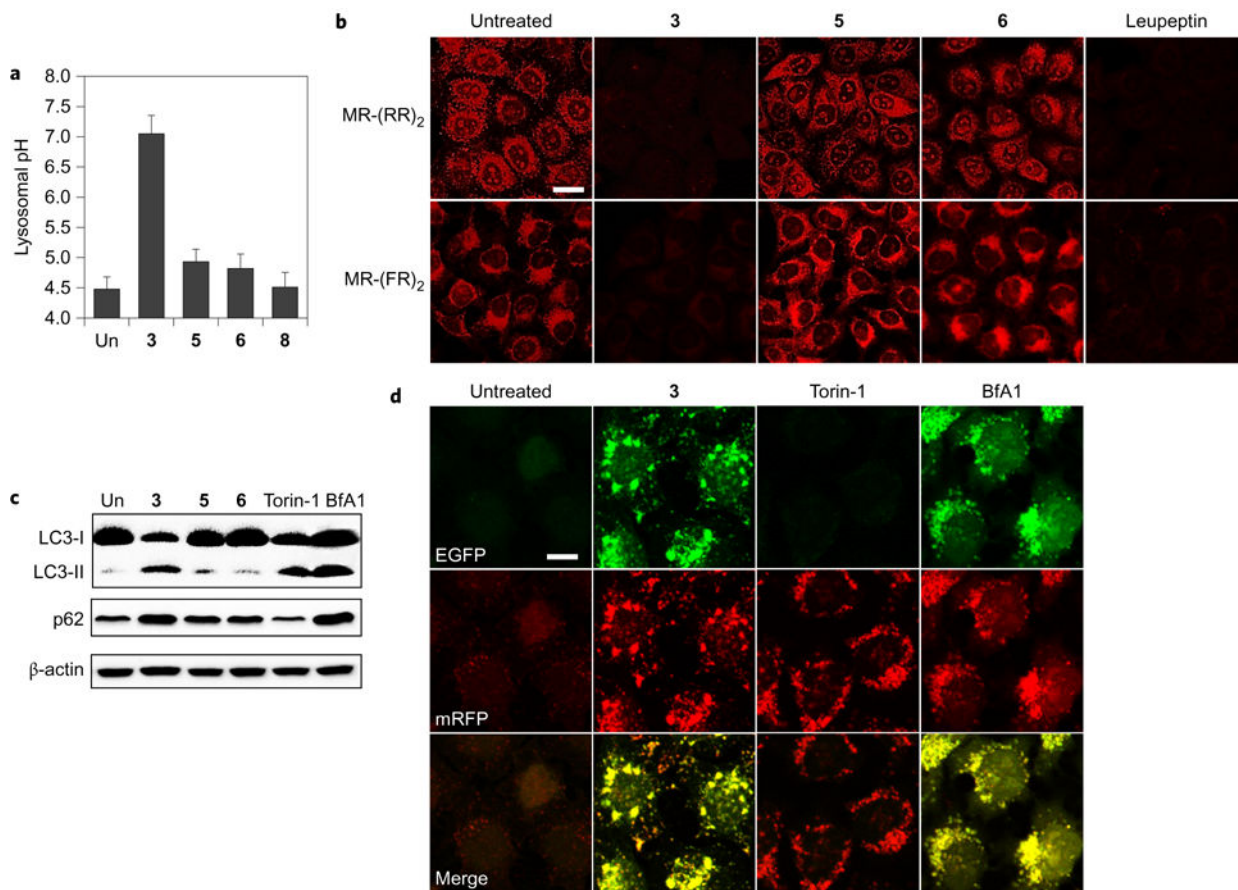 a
8.0
7.5
7.0
6.5
6.0
5.5
5.0
4.5
4.0
Lysosomal pH
Un 3 5 6 8
b
Untreated 3 5 6 Leupeptin
MR-(RR)2
MR-(FR)2
c
Un 3 5 6 Torin-1 BfA1
LC3-I
LC3-II
p62
β-actin
d
Untreated 3 Torin-1 BfA1
EGFP
mRFP
Merge